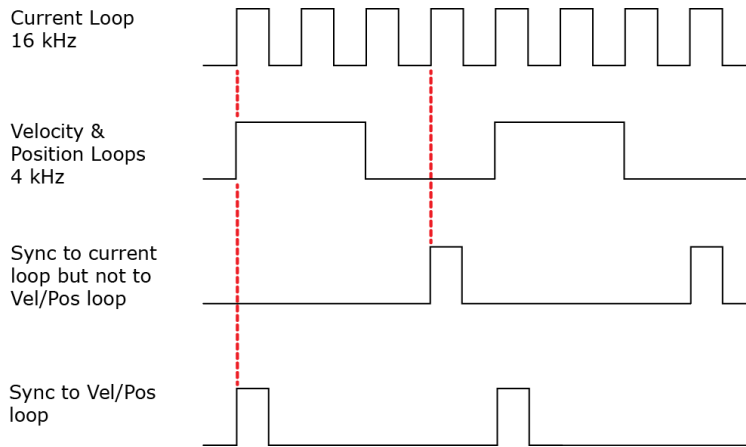 Current Loop
16 kHz
Velocity &
Position Loops
4 kHz
Sync to current
loop but not to
Vel/Pos loop
Sync to Vel/Pos
loop